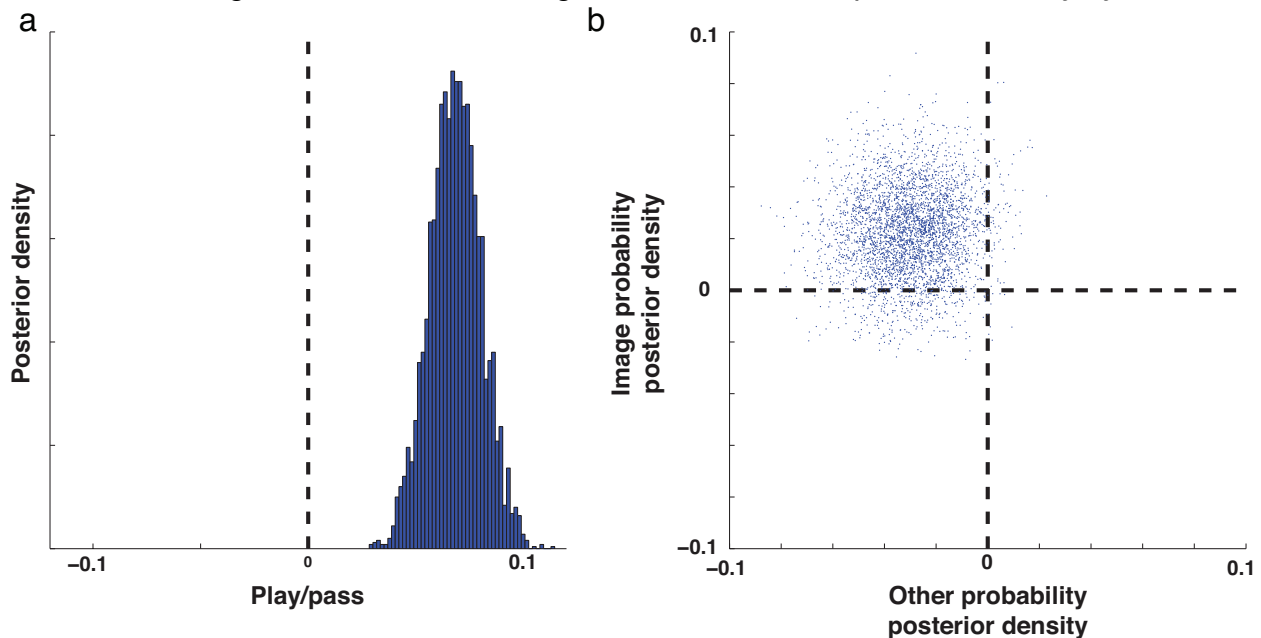 a
b
Posterior density
−0.1
0
0.1
Play/pass
0.1
0
−0.1
Image probability
posterior density
−0.1
0
0.1
Other probability
posterior density